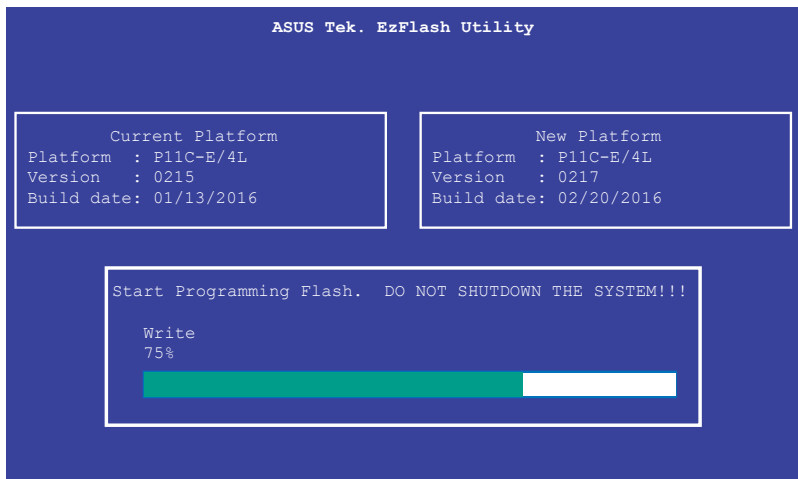 ASUS Tek. EzFlash Utility
Current Platform
Platform : P11C-E/4L
Version : 0215
Build date: 01/13/2016
New Platform
Platform : P11C-E/4L
Version : 0217
Build date: 02/20/2016
Start Programming Flash. DO NOT SHUTDOWN THE SYSTEM!!!
Write
75%